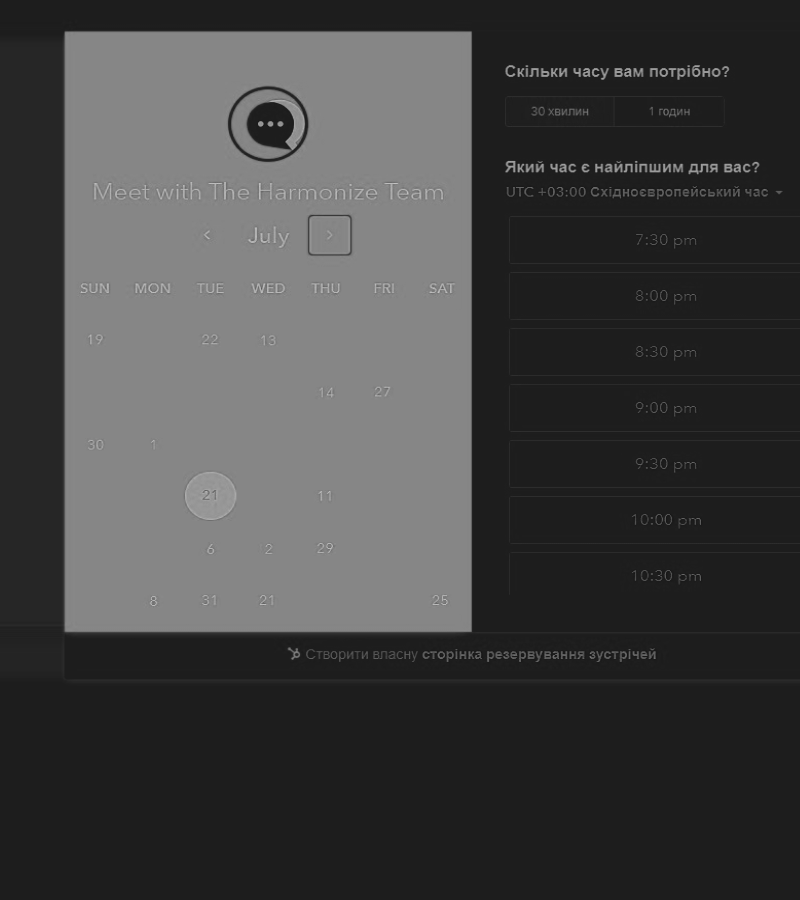 Meet with The Harmonize Team
July
SUN MON TUE WED THU FRI SAT
19 22 13
14 27
30 1
21 11
6 2 29
8 31 21 25
Скільки часу вам потрібно?
30 хвилин 1 годин
Який час є найліпшим для вас?
UTC +03:00 Східноєвропейський час
7:30 pm
8:00 pm
8:30 pm
9:00 pm
9:30 pm
10:00 pm
10:30 pm
Створити власну сторінка резервування зустрічей